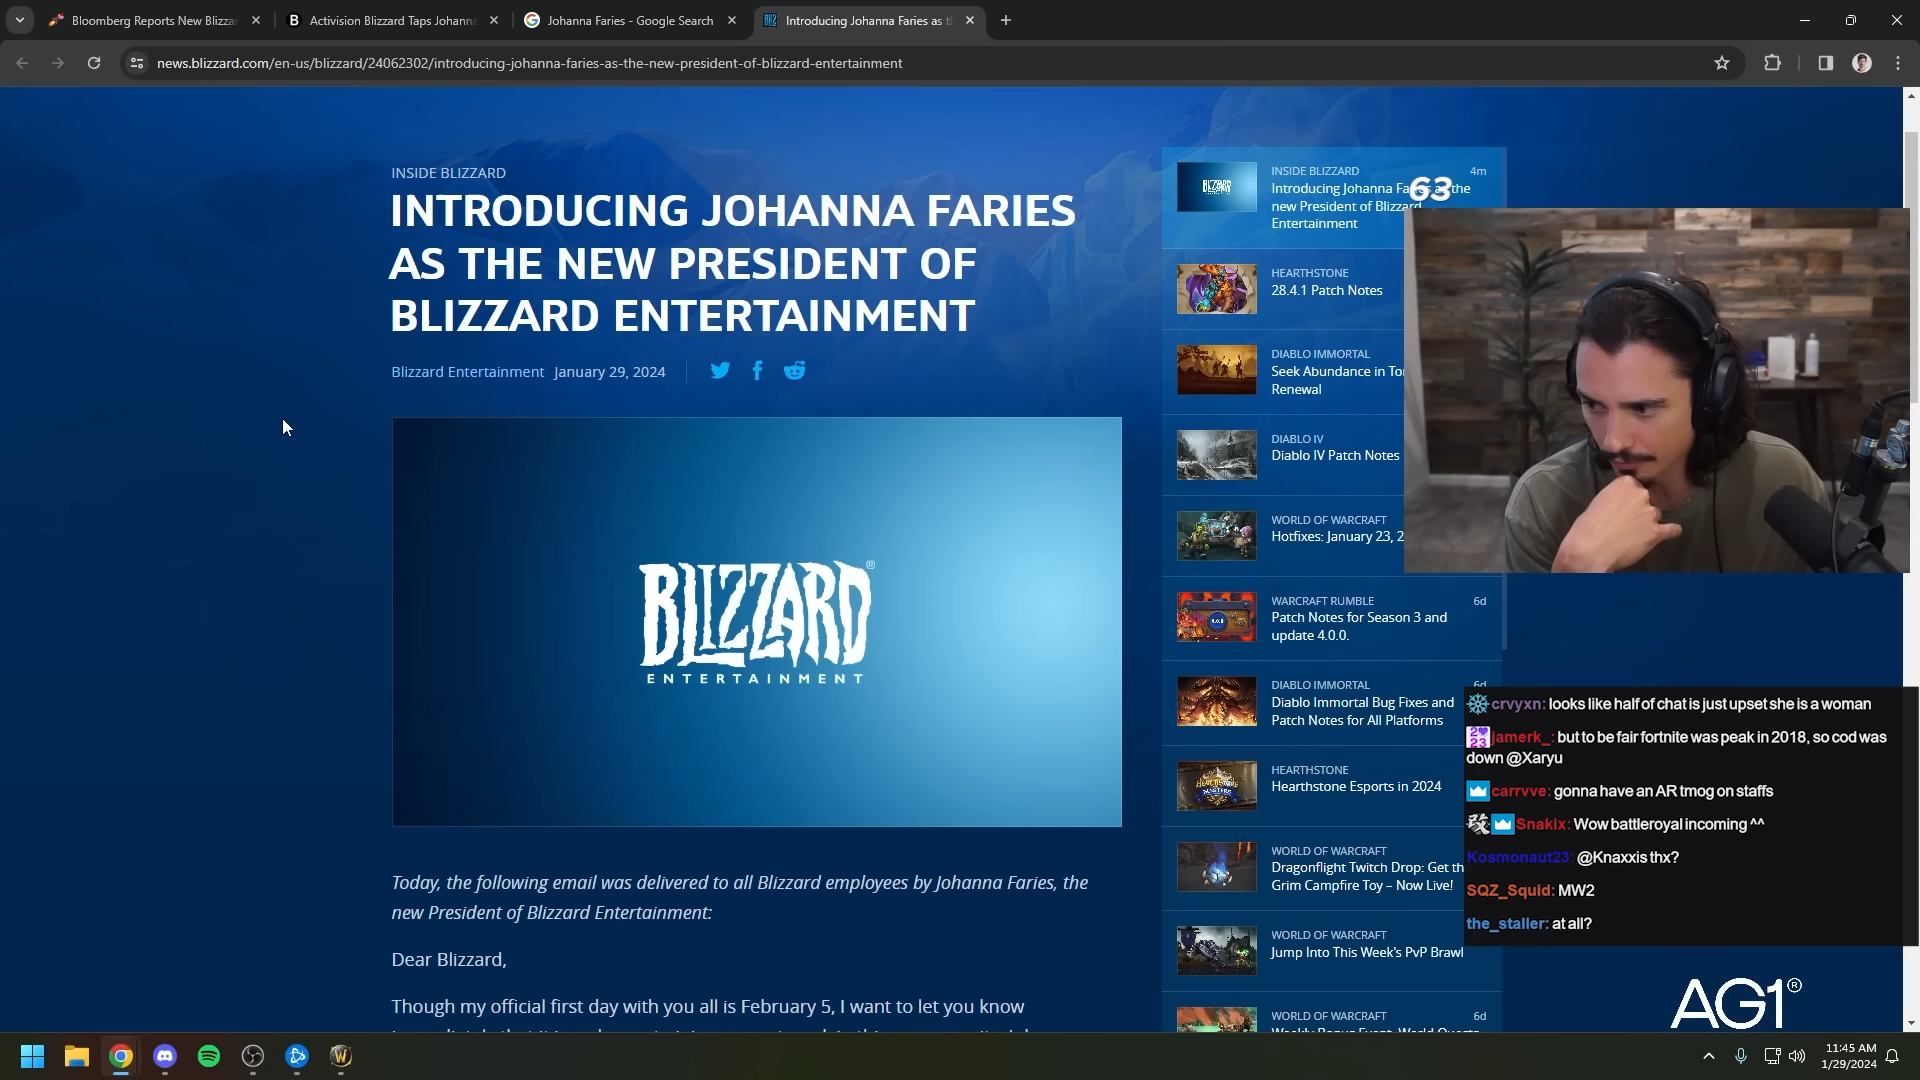 Bloomberg Reports New Blizza
Activision Blizzard Taps Johann
Johanna Faries - Google Search
Introducing Johanna Faries as t
news.blizzard.com/en-us/blizzard/24062302/introducing-johanna-faries-as-the-new-president-of-blizzard-entertainment
INSIDE BLIZZARD
INTRODUCING JOHANNA FARIES
AS THE NEW PRESIDENT OF
BLIZZARD ENTERTAINMENT
Blizzard Entertainment January 29, 2024
BLIZZARD®
ENTERTAINMENT
Today, the following email was delivered to all Blizzard employees by Johanna Faries, the
new President of Blizzard Entertainment:
Dear Blizzard,
Though my official first day with you all is February 5, I want to let you know
INSIDE BLIZZARD 4m
Introducing Johanna Faries as the
new President of Blizzard
Entertainment
63
HEARTHSTONE
28.4.1 Patch Notes
DIABLO IMMORTAL
Seek Abundance in To
Renewal
DIABLO IV
Diablo IV Patch Notes
WORLD OF WARCRAFT
Hotfixes: January 23, 2
WARCRAFT RUMBLE 6d
Patch Notes for Season 3 and
update 4.0.0.
DIABLO IMMORTAL 6d
Diablo Immortal Bug Fixes and
Patch Notes for All Platforms
HEARTHSTONE
Hearthstone Esports in 2024
WORLD OF WARCRAFT
Dragonflight Twitch Drop: Get th
Grim Campfire Toy – Now Live!
WORLD OF WARCRAFT
Jump Into This Week's PvP Brawl
WORLD OF WARCRAFT 6d
Weekly Bonus Event: World Quests
crvyxn: looks like half of chat is just upset she is a woman
jamerk_: but to be fair fortnite was peak in 2018, so cod was
down @Xaryu
carrvve: gonna have an AR tmog on staffs
Snakix: Wow battleroyal incoming ^^
Kosmonaut23: @Knaxxis thx?
SQZ_Squid: MW2
the_staller: at all?
AG1®
11:45 AM
1/29/2024